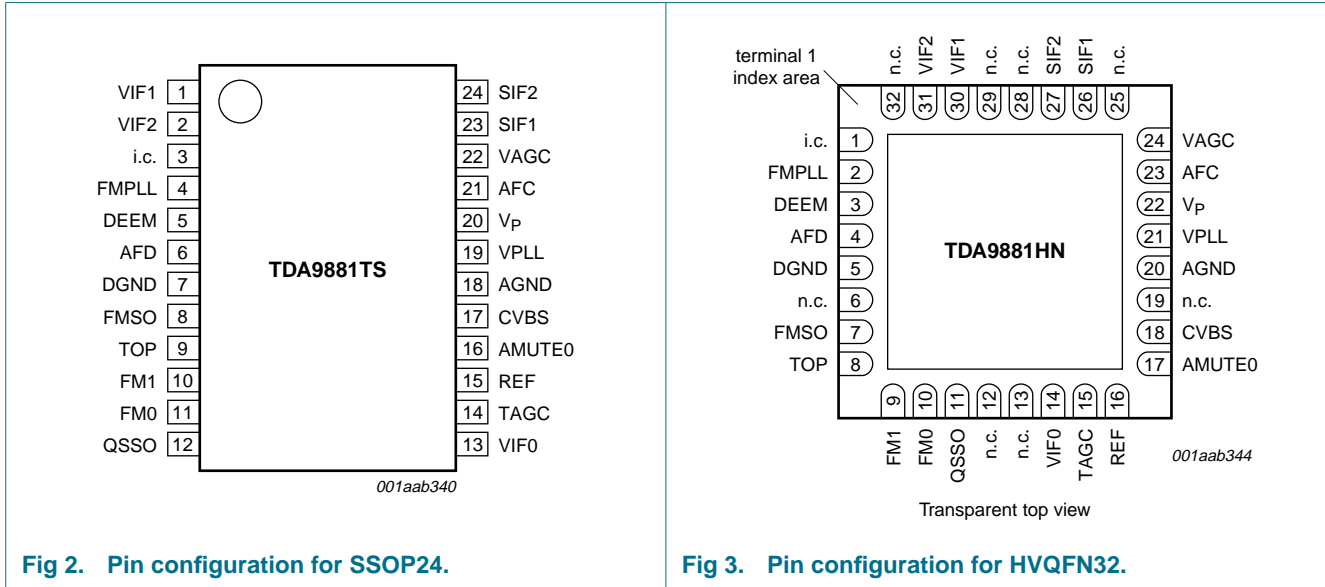 VIF1 1
VIF2 2
i.c. 3
FMPLL 4
DEEM 5
AFD 6
DGND 7
FMSO 8
TOP 9
FM1 10
FM0 11
QSSO 12
TDA9881TS
24 SIF2
23 SIF1
22 VAGC
21 AFC
20 VP
19 VPLL
18 AGND
17 CVBS
16 AMUTE0
15 REF
14 TAGC
13 VIF0
001aab340
Fig 2. Pin configuration for SSOP24.
terminal 1
index area
n.c. 32
VIF2 31
VIF1 30
n.c. 29
n.c. 28
SIF2 27
SIF1 26
n.c. 25
i.c. 1
FMPLL 2
DEEM 3
AFD 4
DGND 5
n.c. 6
FMSO 7
TOP 8
TDA9881HN
24 VAGC
23 AFC
22 VP
21 VPLL
20 AGND
19 n.c.
18 CVBS
17 AMUTE0
FM1 9
FM0 10
QSSO 11
n.c. 12
n.c. 13
VIF0 14
TAGC 15
REF 16
001aab344
Transparent top view
Fig 3. Pin configuration for HVQFN32.